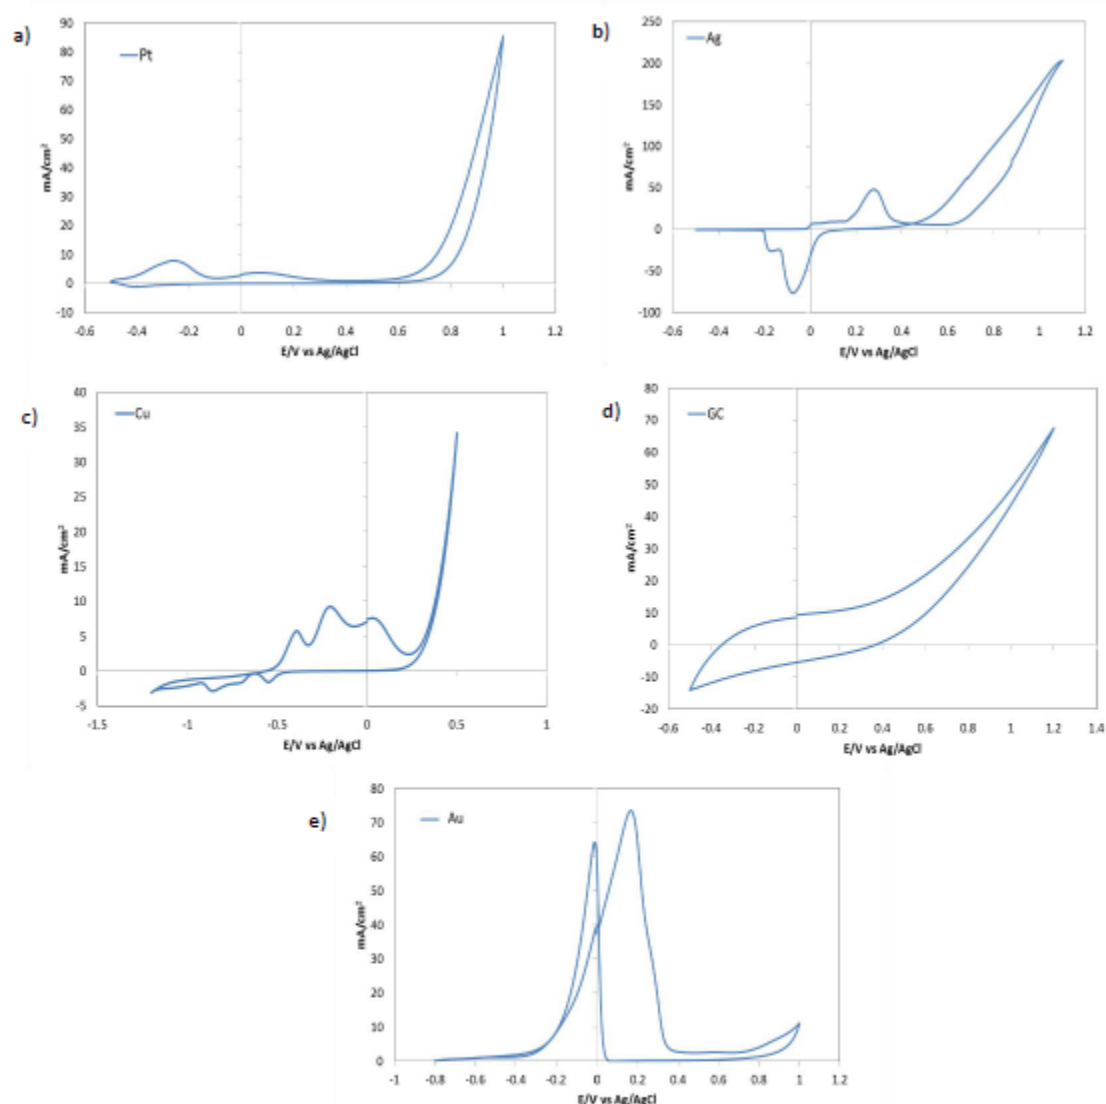 a)
Pt
mA/cm²
90
80
70
60
50
40
30
20
10
0
-10
-0.6 -0.4 -0.2 0 0.2 0.4 0.6 0.8 1 1.2
E/V vs Ag/AgCl
b)
Ag
mA/cm²
250
200
150
100
50
0
-50
-100
-0.6 -0.4 -0.2 0 0.2 0.4 0.6 0.8 1 1.2
E/V vs Ag/AgCl
c)
Cu
mA/cm²
40
35
30
25
20
15
10
5
0
-5
-1.5 -1 -0.5 0 0.5 1
E/V vs Ag/AgCl
d)
GC
mA/cm²
80
70
60
50
40
30
20
10
0
-10
-20
-0.6 -0.4 -0.2 0 0.2 0.4 0.6 0.8 1 1.2 1.4
E/V vs Ag/AgCl
e)
Au
mA/cm²
80
70
60
50
40
30
20
10
0
-1 -0.8 -0.6 -0.4 -0.2 0 0.2 0.4 0.6 0.8 1 1.2
E/V vs Ag/AgCl